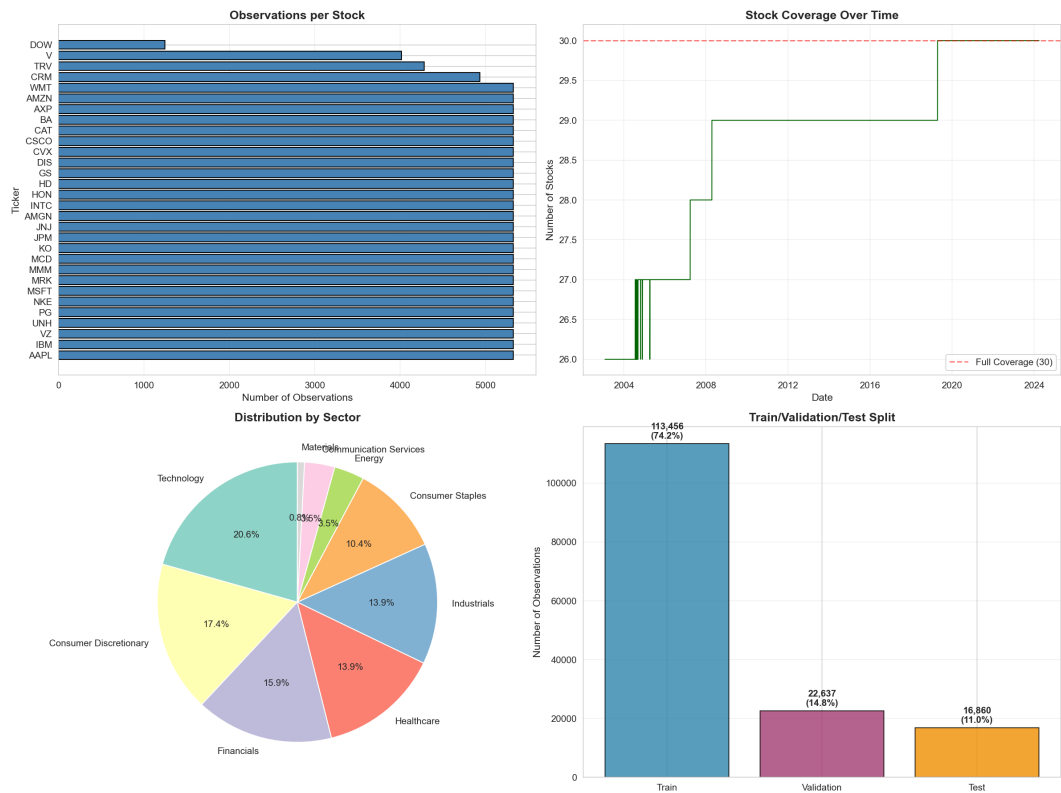 Observations per Stock
Ticker
DOW
V
TRV
CRM
WMT
AMZN
AXP
BA
CAT
CSCO
CVX
DIS
GS
HD
HON
INTC
AMGN
JNJ
JPM
KO
MCD
MMM
MRK
MSFT
NKE
PG
UNH
VZ
IBM
AAPL
0 1000 2000 3000 4000 5000
Number of Observations
Stock Coverage Over Time
Number of Stocks
30.0
29.5
29.0
28.5
28.0
27.5
27.0
26.5
26.0
Full Coverage (30)
2004 2008 2012 2016 2020 2024
Date
Distribution by Sector
Materials
Communication Services
Energy
Technology
Consumer Staples
0.8%
3.5%
3.5%
20.6%
10.4%
Industrials
13.9%
17.4%
Consumer Discretionary
13.9%
15.9%
Healthcare
Financials
Train/Validation/Test Split
Number of Observations
113,456
(74.2%)
100000
80000
60000
40000
20000
0
22,637
(14.8%)
16,860
(11.0%)
Train Validation Test